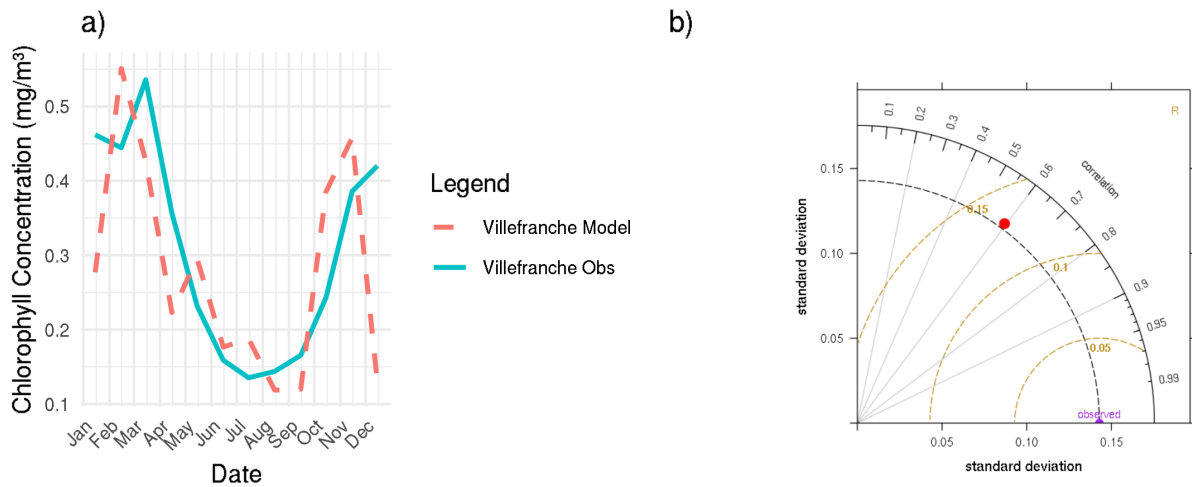 a)
Chlorophyll Concentration (mg/m³)
0.5
0.4
0.3
0.2
0.1
Jan
Feb
Mar
Apr
May
Jun
Jul
Aug
Sep
Oct
Nov
Dec
Date
Legend
Villefranche Model
Villefranche Obs
b)
R
standard deviation
0.15
0.10
0.05
0.1
0.2
0.3
0.4
0.5
0.6
0.7
0.8
0.9
0.95
0.99
correlation
0.15
0.1
0.05
observed
0.05
0.10
0.15
standard deviation